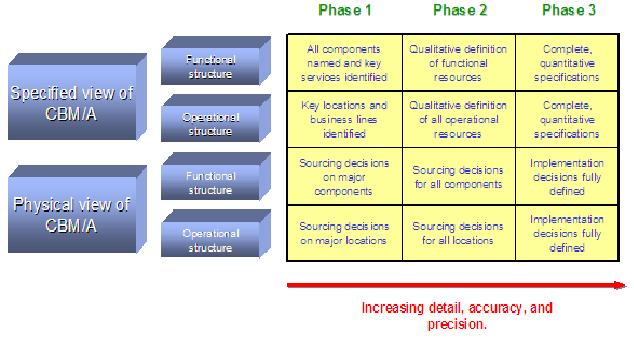 Phase 1 Phase 2 Phase 3
Specified view of
CBM/A
Functional
structure
All components
named and key
services identified
Qualitative definition
of functional
resources
Complete,
quantitative
specifications
Operational
structure
Key locations and
business lines
identified
Qualitative definition
of all operational
resources
Complete,
quantitative
specifications
Physical view of
CBM/A
Functional
structure
Sourcing decisions
on major
components
Sourcing decisions
for all components
Implementation
decisions fully
defined
Operational
structure
Sourcing decisions
on major locations
Sourcing decisions
for all locations
Implementation
decisions fully
defined
Increasing detail, accuracy, and
precision.